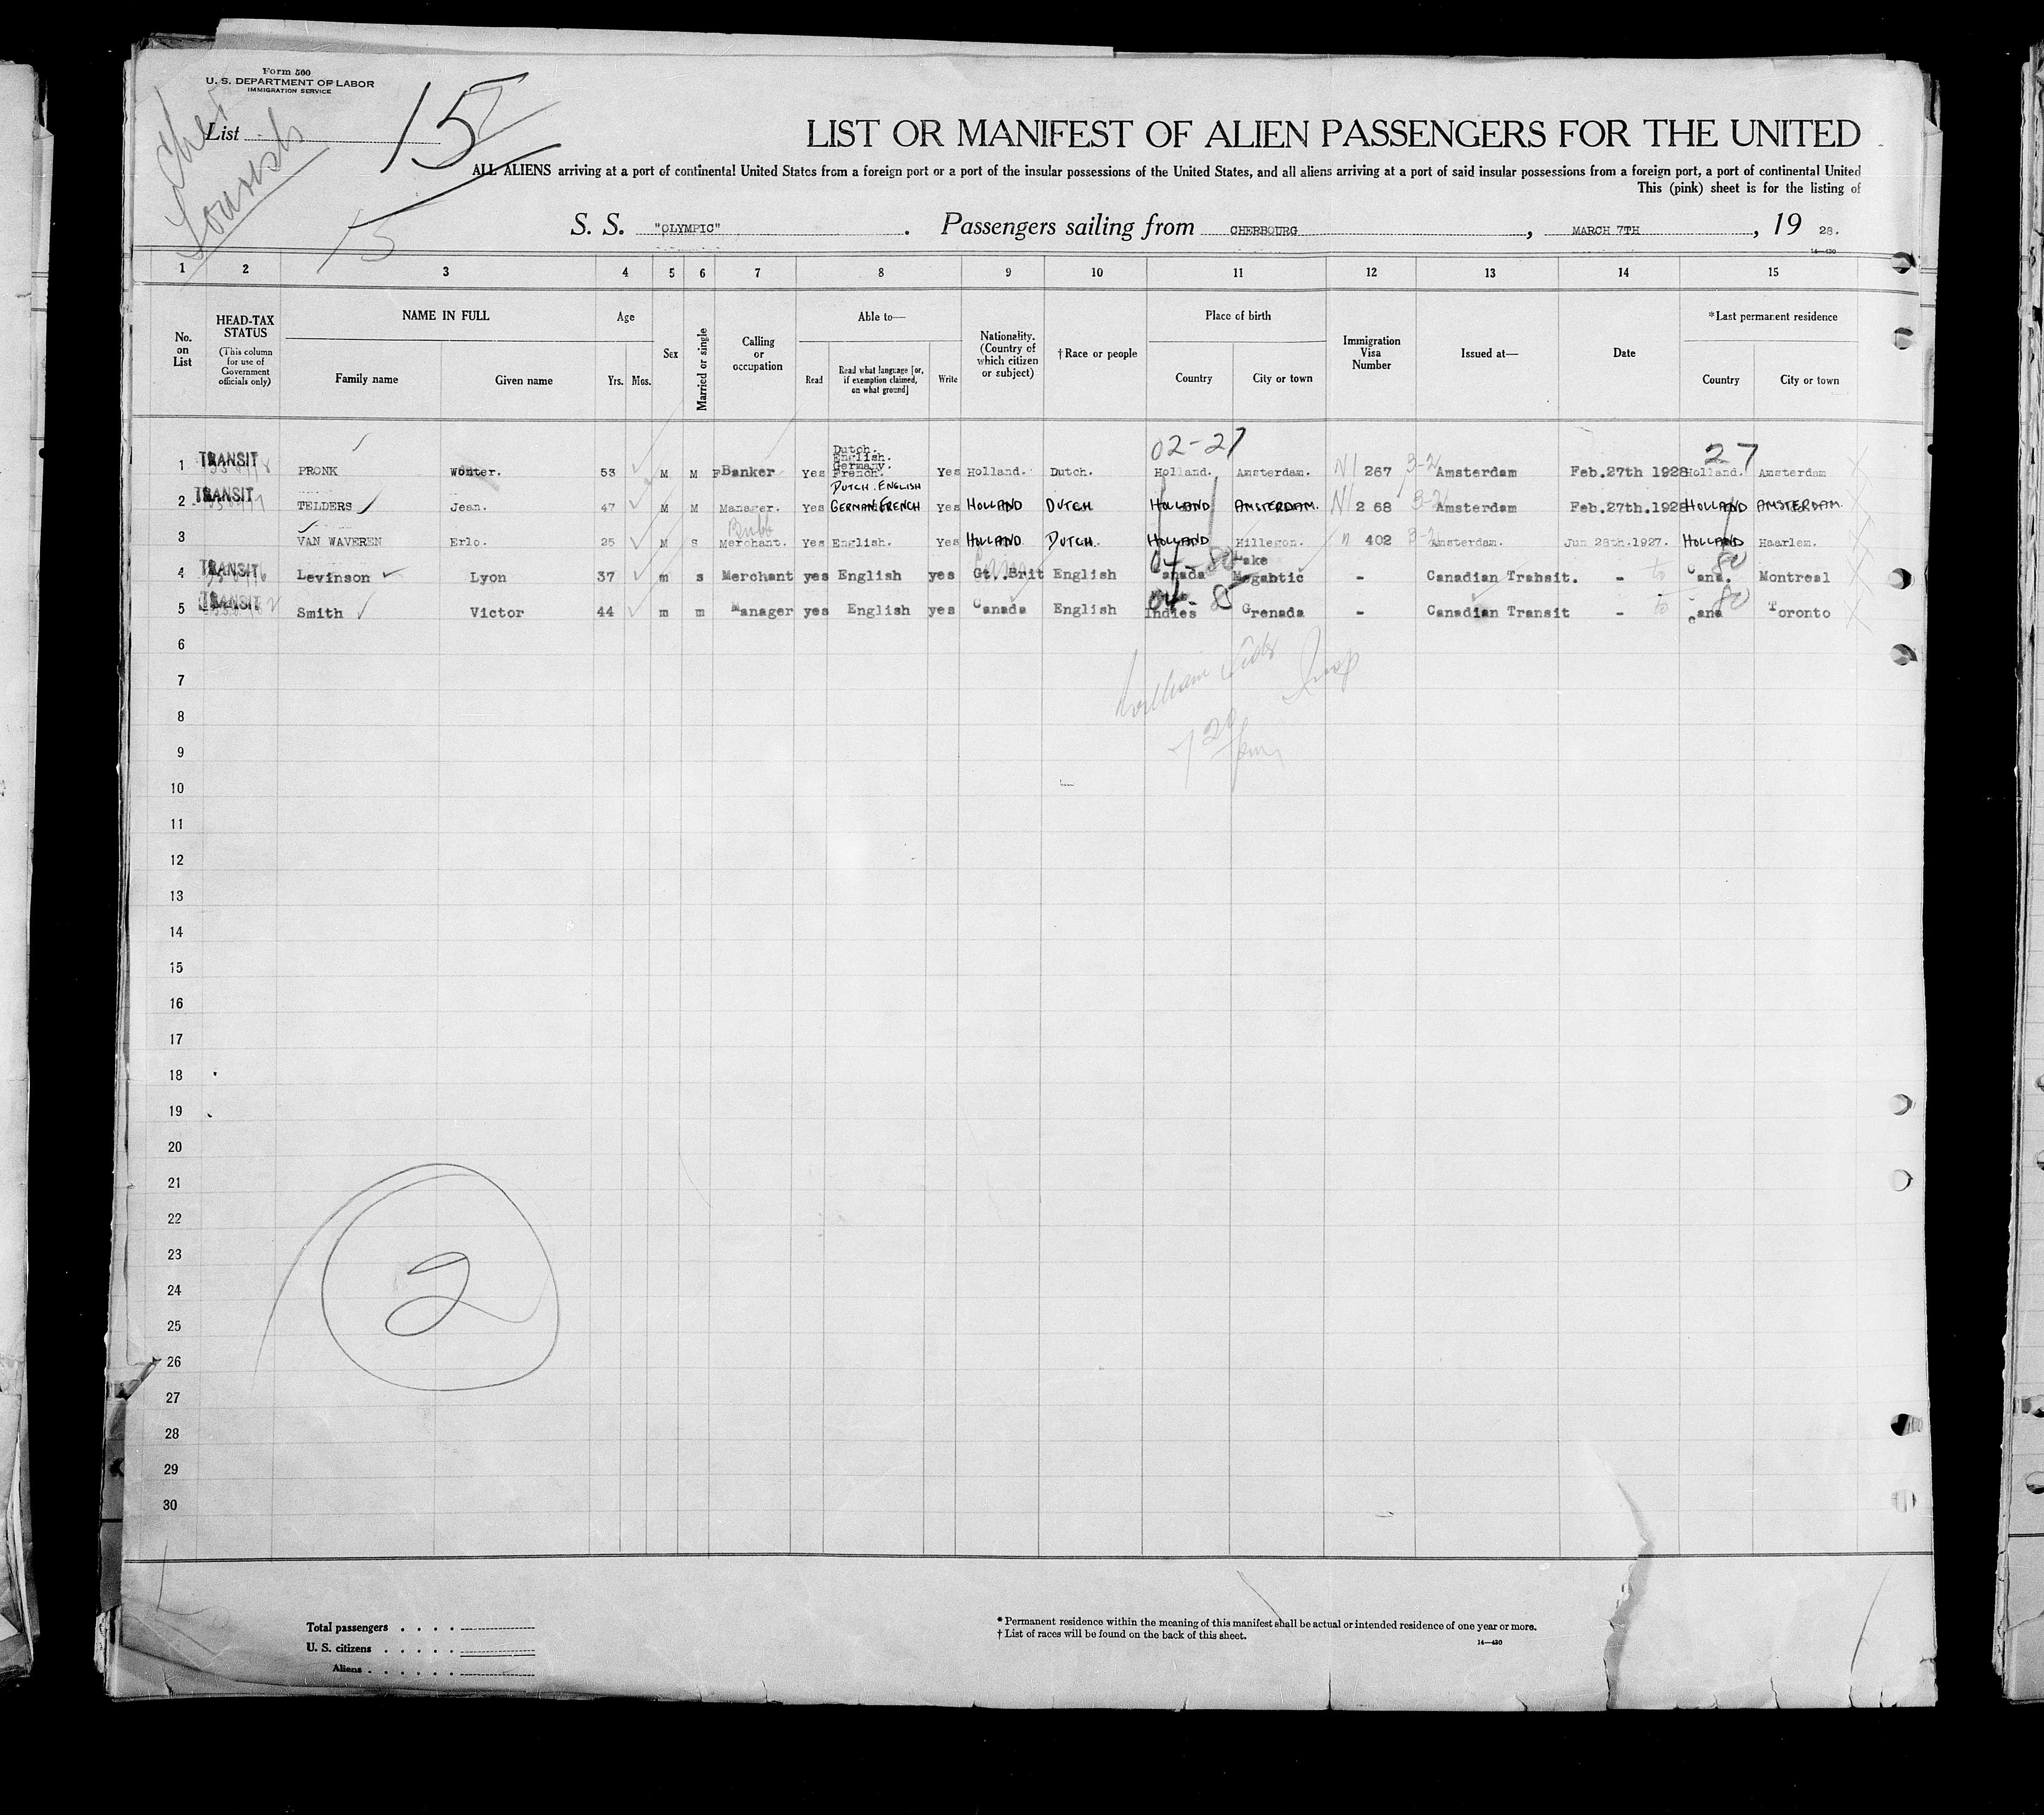 Form 500
U. S. DEPARTMENT OF LABOR
IMMIGRATION SERVICE
List 15
15
LIST OR MANIFEST OF ALIEN PASSENGERS FOR THE UNITED
ALL ALIENS arriving at a port of continental United States from a foreign port or a port of the insular possessions of the United States, and all aliens arriving at a port of said insular possessions from a foreign port, a port of continental United
This (pink) sheet is for the listing of
S. S. "OLYMPIC". Passengers sailing from CHERBOURG, MARCH 7TH, 19 28.
14—430
1 2 3 4 5 6 7 8 9 10 11 12 13 14 15
No. on List
HEAD-TAX STATUS
(This column for use of Government officials only)
NAME IN FULL
Family name
Given name
Age
Yrs. Mos.
Sex
Married or single
Calling or occupation
Able to—
Read
Read what language [or, if exemption claimed, on what ground]
Write
Nationality. (Country of which citizen or subject)
†Race or people
Place of birth
Country
City or town
Immigration Visa Number
Issued at—
Date
*Last permanent residence
Country
City or town
02-27 27
1 TRANSIT PRONK Wonter. 53 M M Banker Yes Dutch. English. Germany. French. Yes Holland. Dutch. Holland. Amsterdam. 267 3-2 Amsterdam Feb.27th 1928 Holland. Amsterdam
2 TRANSIT TELDERS Jean. 47 M M Manager. Yes DUTCH.ENGLISH GERMAN.FRENCH Yes HOLLAND DUTCH HOLLAND AMSTERDAM. 268 3-2 Amsterdam Feb.27th.1928 HOLLAND AMSTERDAM.
3 VAN WAVEREN Erlo. 25 M S Merchant. Yes English. Yes HOLLAND DUTCH. HOLLAND Hillegon. 402 3-2 Amsterdam. Jun 28th.1927. HOLLAND Haarlem.
4 TRANSIT Levinson Lyon 37 m s Merchant yes English yes Gt. Brit English Canada Lake Megantic - Canadian Transit. - to Cana. Montreal
5 TRANSIT Smith Victor 44 m m Manager yes English yes Canada English Indies Grenada - Canadian Transit - to Cana Toronto
6
7
8
9
10
11
12
13
14
15
16
17
18
19
20
21
22
23
24
25
26
27
28
29
30
2
Total passengers
U. S. citizens
Aliens
* Permanent residence within the meaning of this manifest shall be actual or intended residence of one year or more.
† List of races will be found on the back of this sheet.
14—430